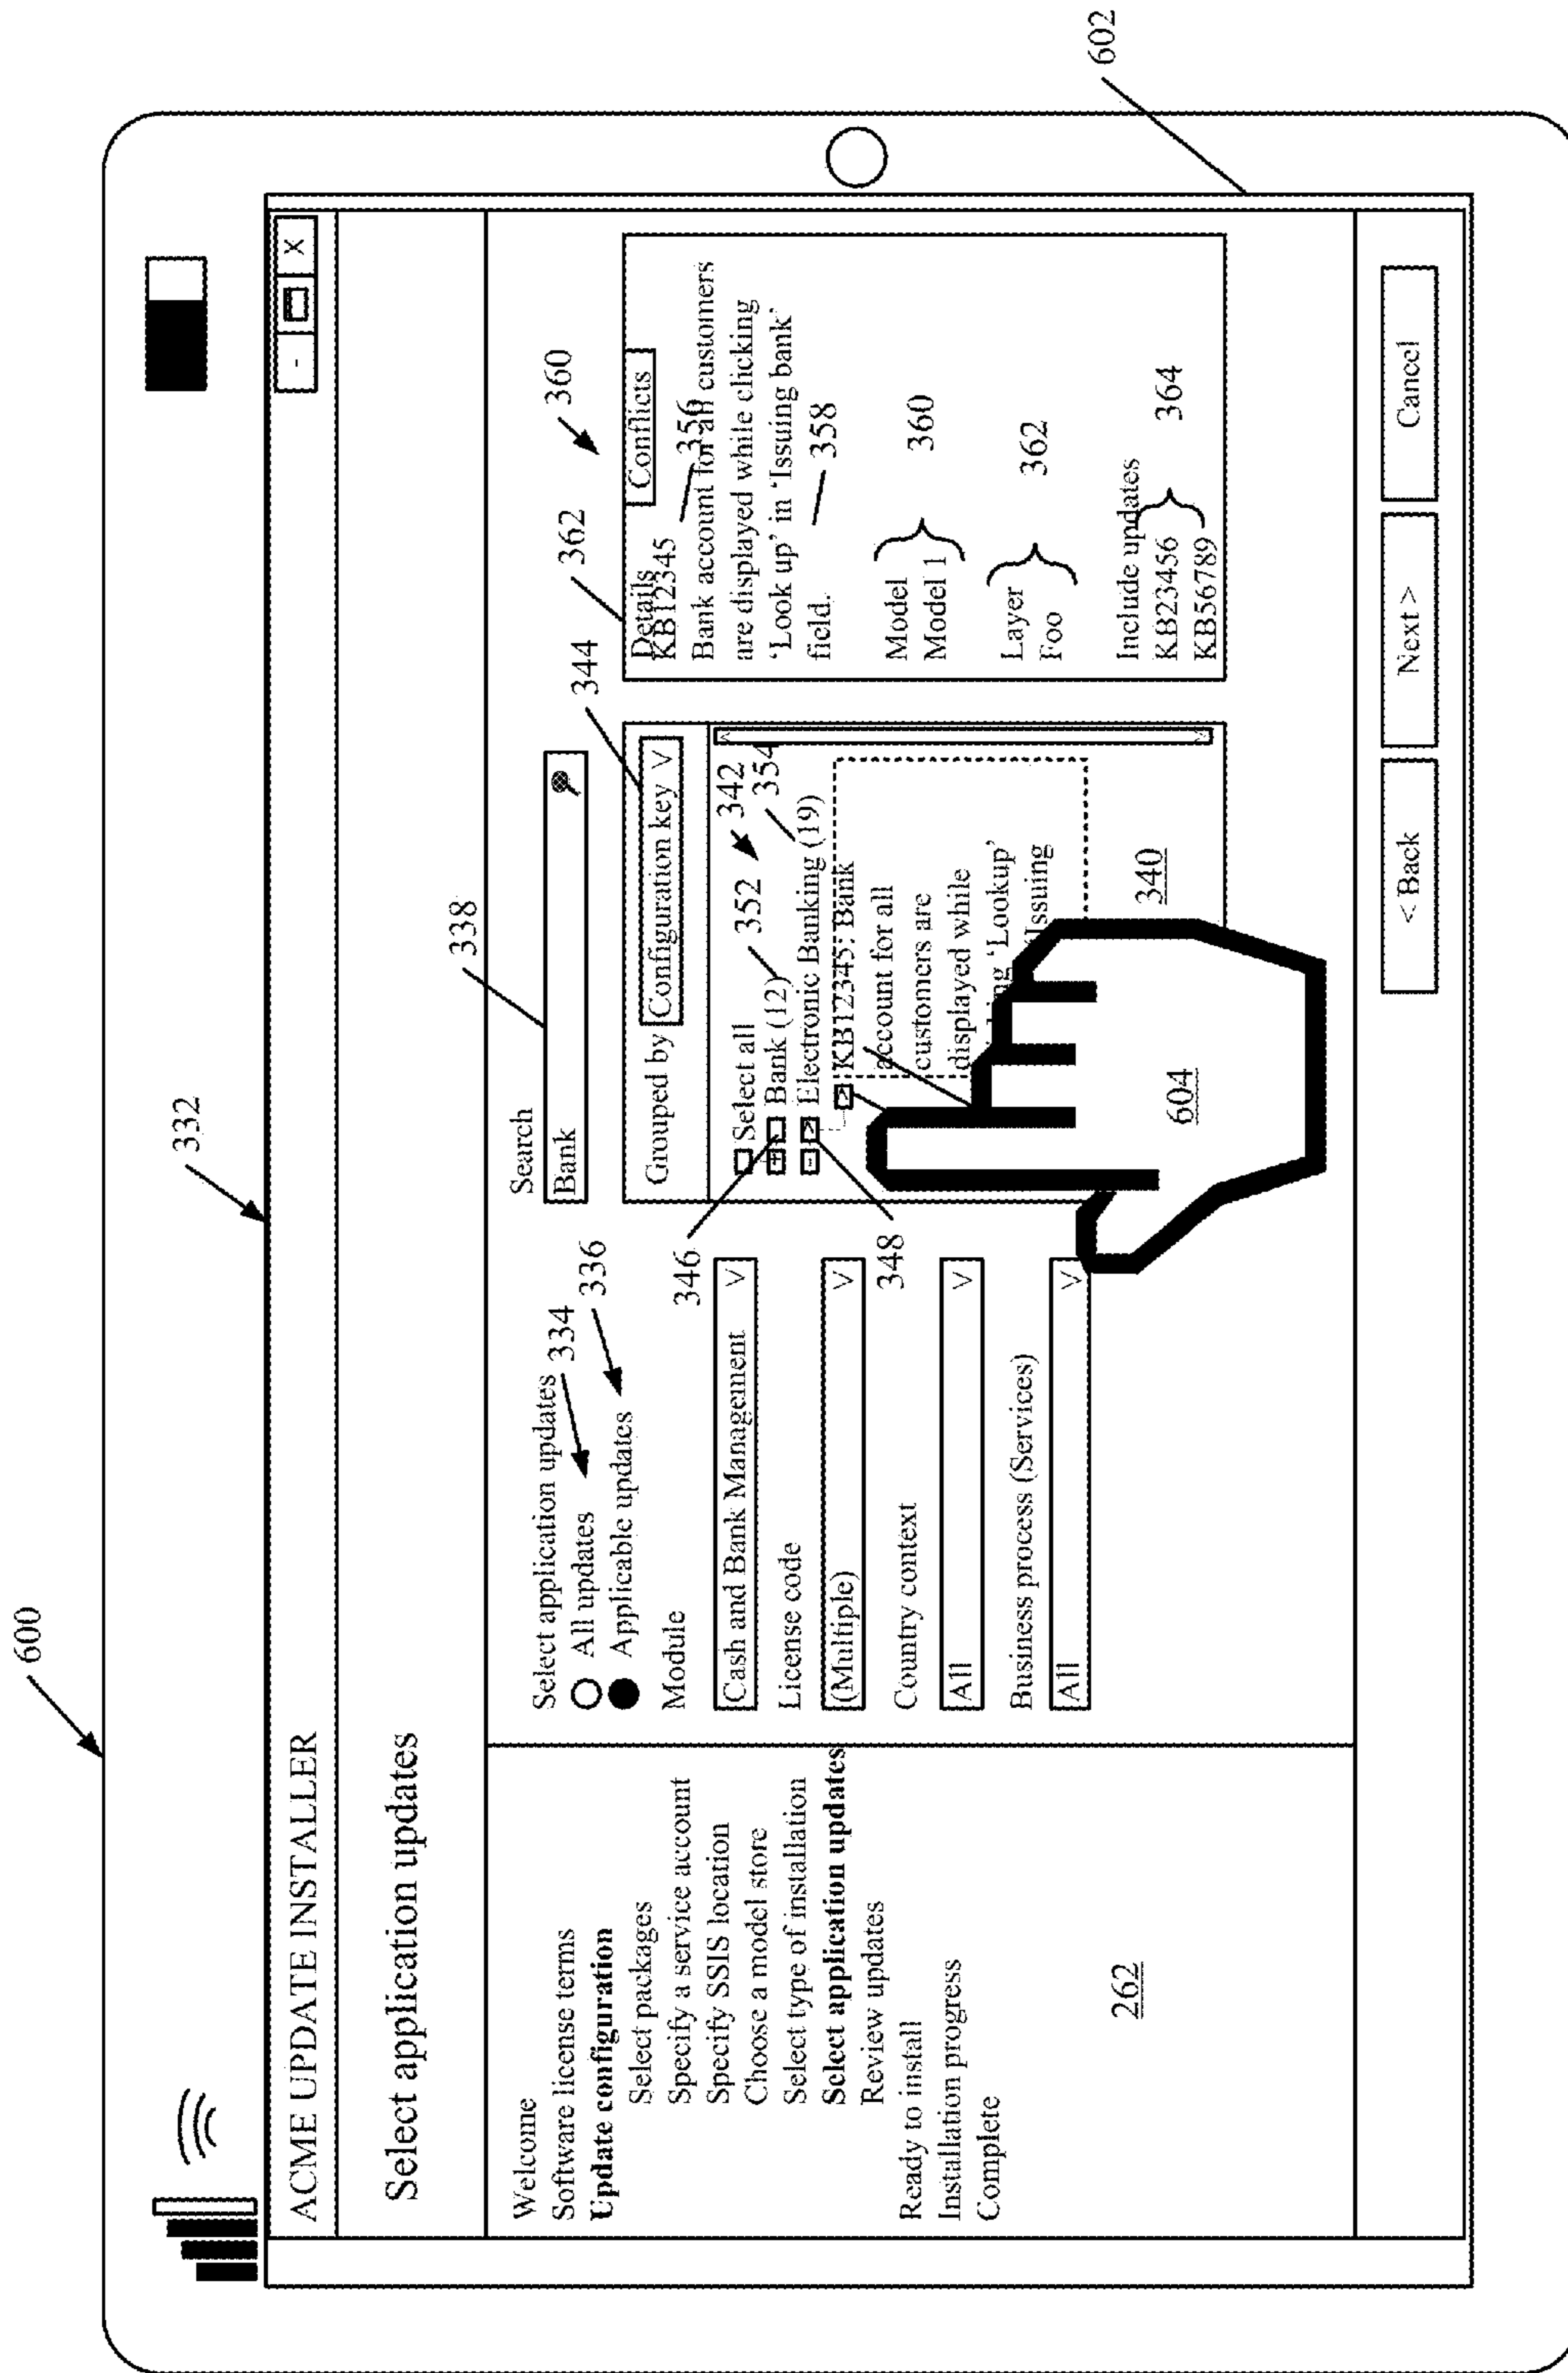 600
332
602
ACME UPDATE INSTALLER
- X
Select application updates
Welcome
Software license terms
Update configuration
Select packages
Specify a service account
Specify SSIS location
Choose a model store
Select type of installation
Select application updates
Review updates
Ready to install
Installation progress
Complete
262
Select application updates
334
All updates
336
Applicable updates
Module
346
Cash and Bank Management V
License code
(Multiple) V
348
Country context
All V
Business process (Services)
All V
338
Search
Bank
344
Grouped by Configuration key V
Select all
352
342
+ Bank (12)
354
- > Electronic Banking (19)
> KB12345: Bank
account for all
customers are
displayed while
ing 'Lookup'
'Issuing
340
604
362
360
Details
Conflicts
KB12345
356
Bank account for all customers
are displayed while clicking
'Look up' in 'Issuing bank'
field.
358
Model
Model 1
360
Layer
Foo
362
Include updates
KB23456
KB56789
364
< Back
Next >
Cancel